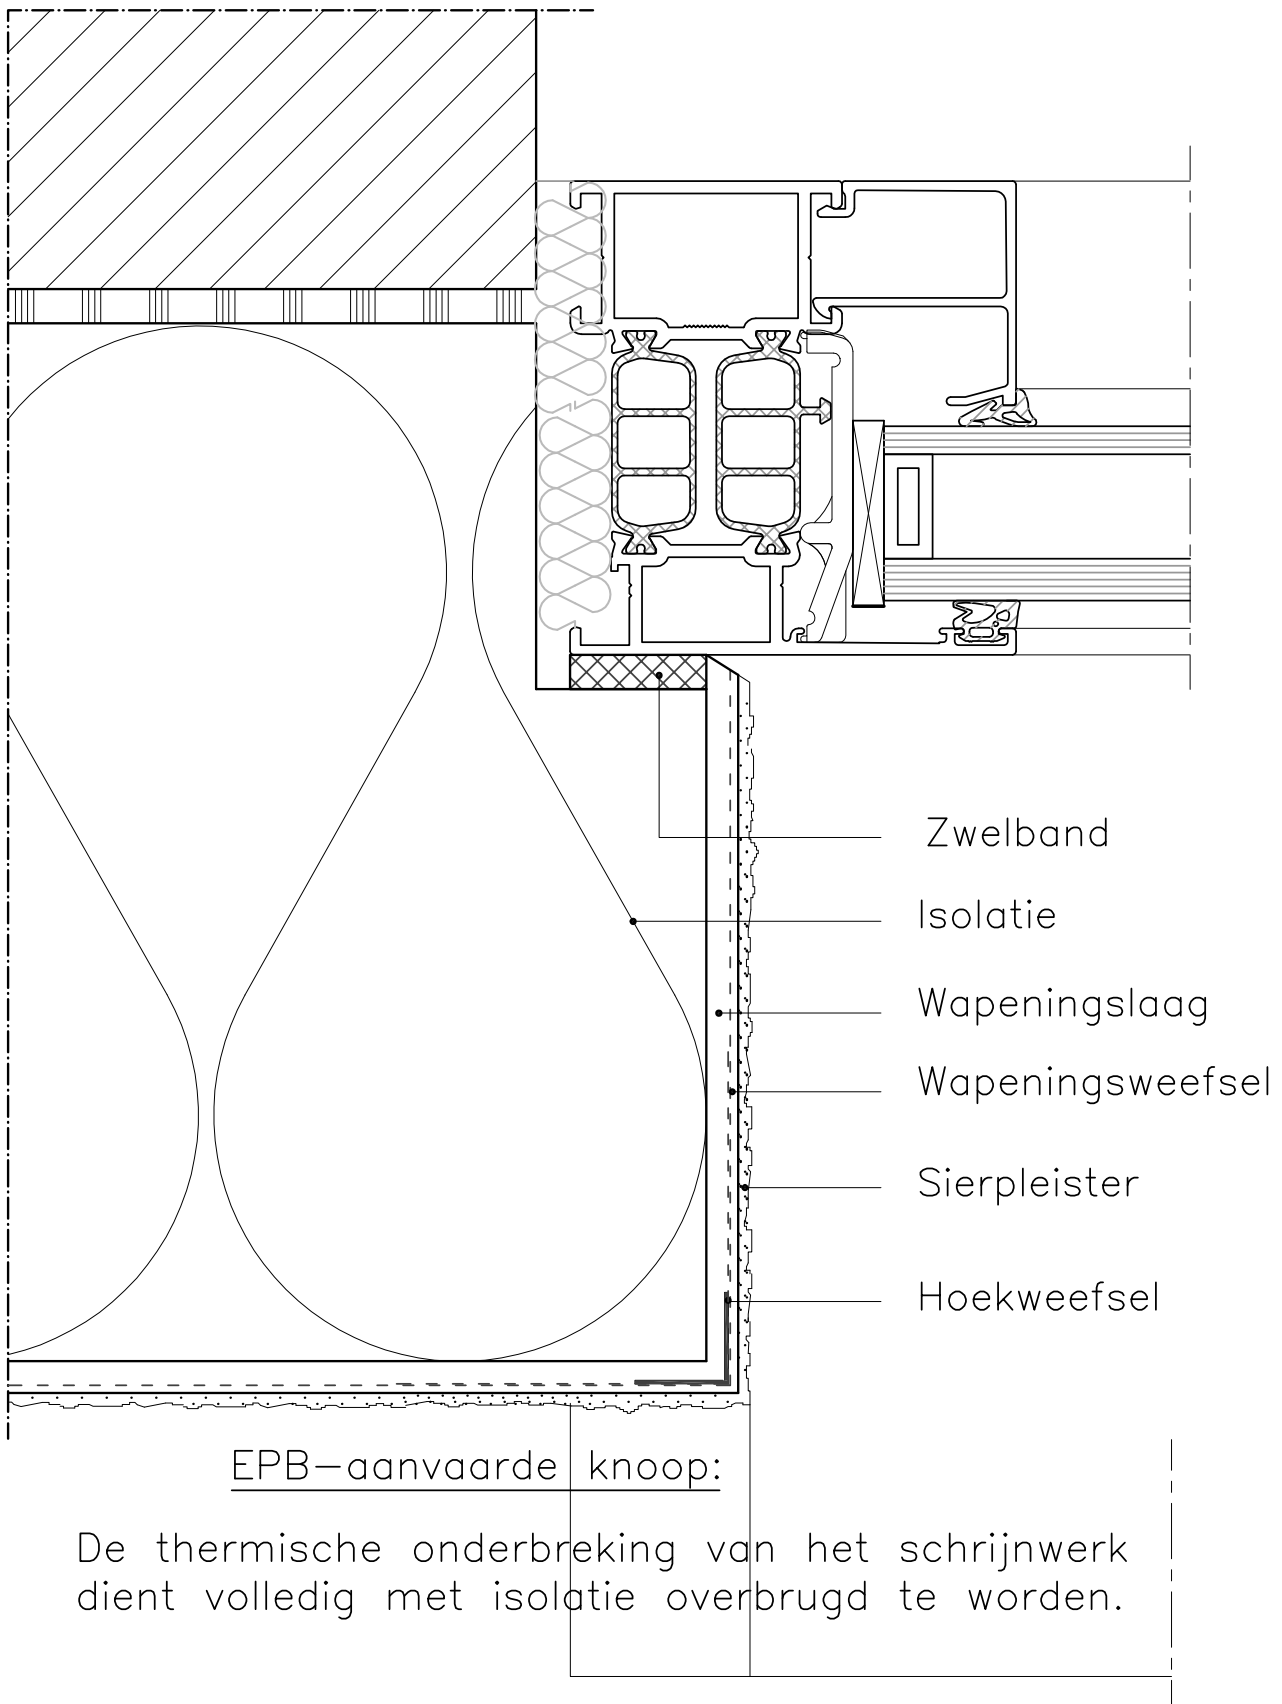 Zwelband
Isolatie
Wapeningslaag
Wapeningsweefsel
Sierpleister
Hoekweefsel
EPB-aanvaarde knoop:
De thermische onderbreking van het schrijnwerk
dient volledig met isolatie overbrugd te worden.